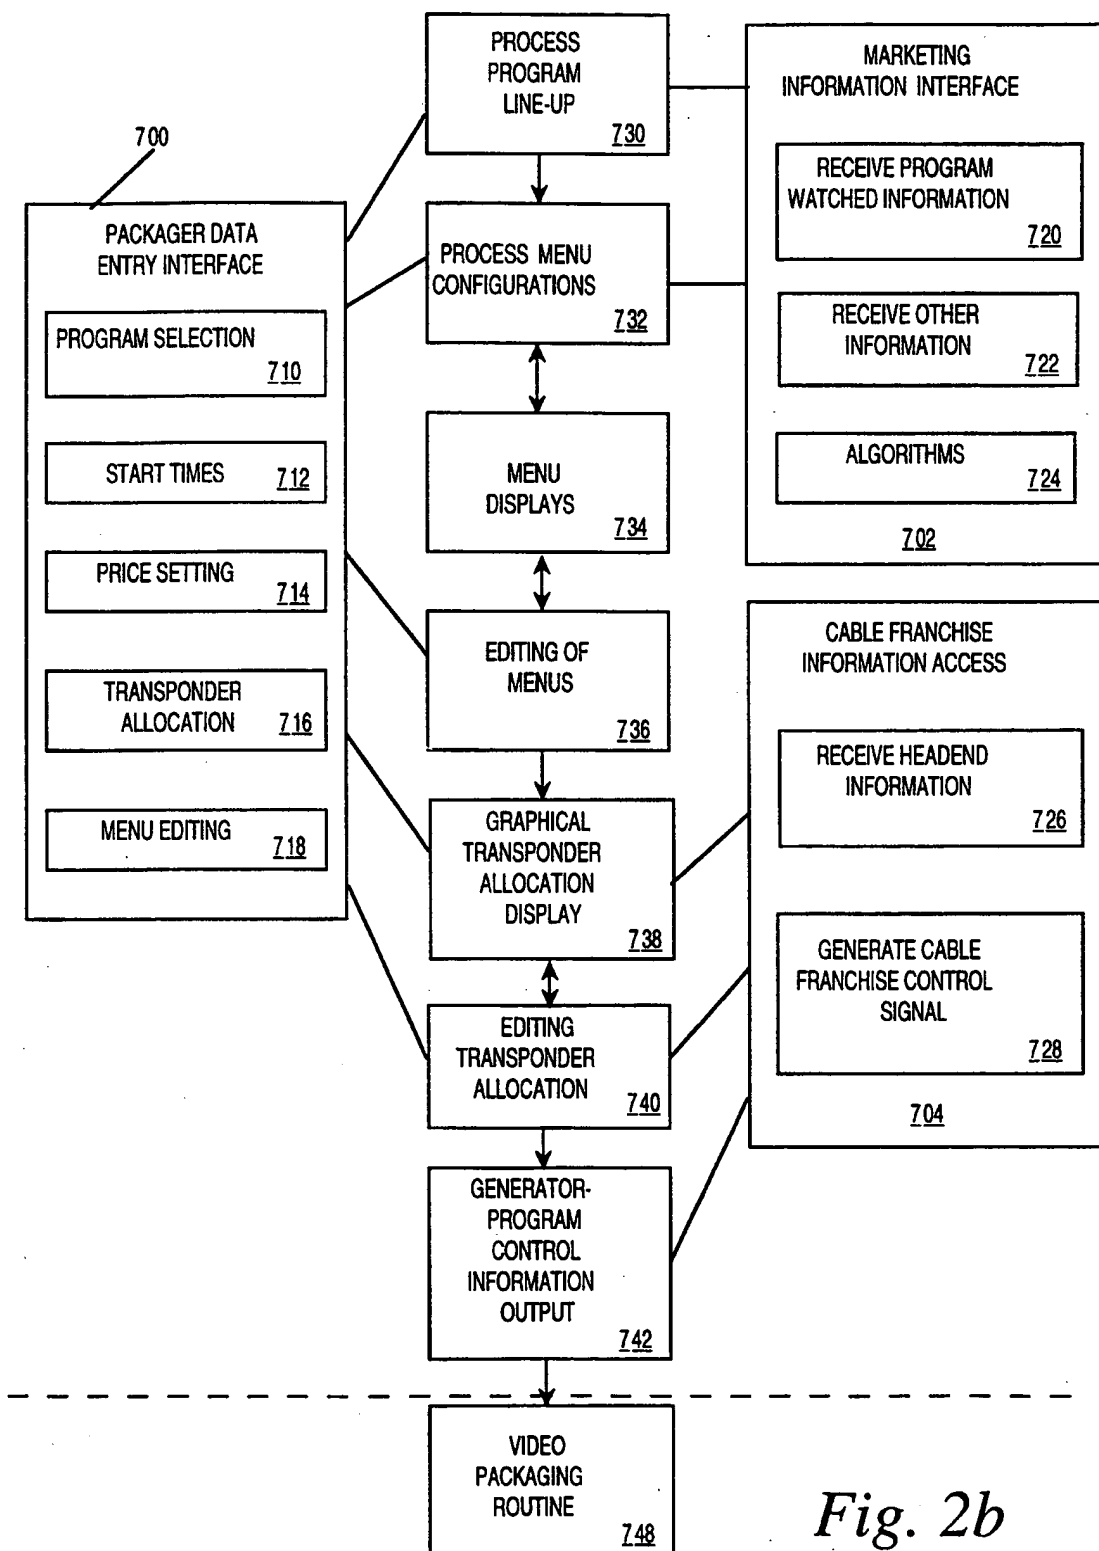 PROCESS
PROGRAM
LINE-UP
730
MARKETING
INFORMATION INTERFACE
RECEIVE PROGRAM
WATCHED INFORMATION
720
RECEIVE OTHER
INFORMATION
722
ALGORITHMS
724
702
700
PACKAGER DATA
ENTRY INTERFACE
PROGRAM SELECTION
710
START TIMES
712
PRICE SETTING
714
TRANSPONDER
ALLOCATION
716
MENU EDITING
718
PROCESS MENU
CONFIGURATIONS
732
MENU
DISPLAYS
734
EDITING OF
MENUS
736
GRAPHICAL
TRANSPONDER
ALLOCATION
DISPLAY
738
EDITING
TRANSPONDER
ALLOCATION
740
GENERATOR-
PROGRAM
CONTROL
INFORMATION
OUTPUT
742
CABLE FRANCHISE
INFORMATION ACCESS
RECEIVE HEADEND
INFORMATION
726
GENERATE CABLE
FRANCHISE CONTROL
SIGNAL
728
704
VIDEO
PACKAGING
ROUTINE
748
Fig. 2b